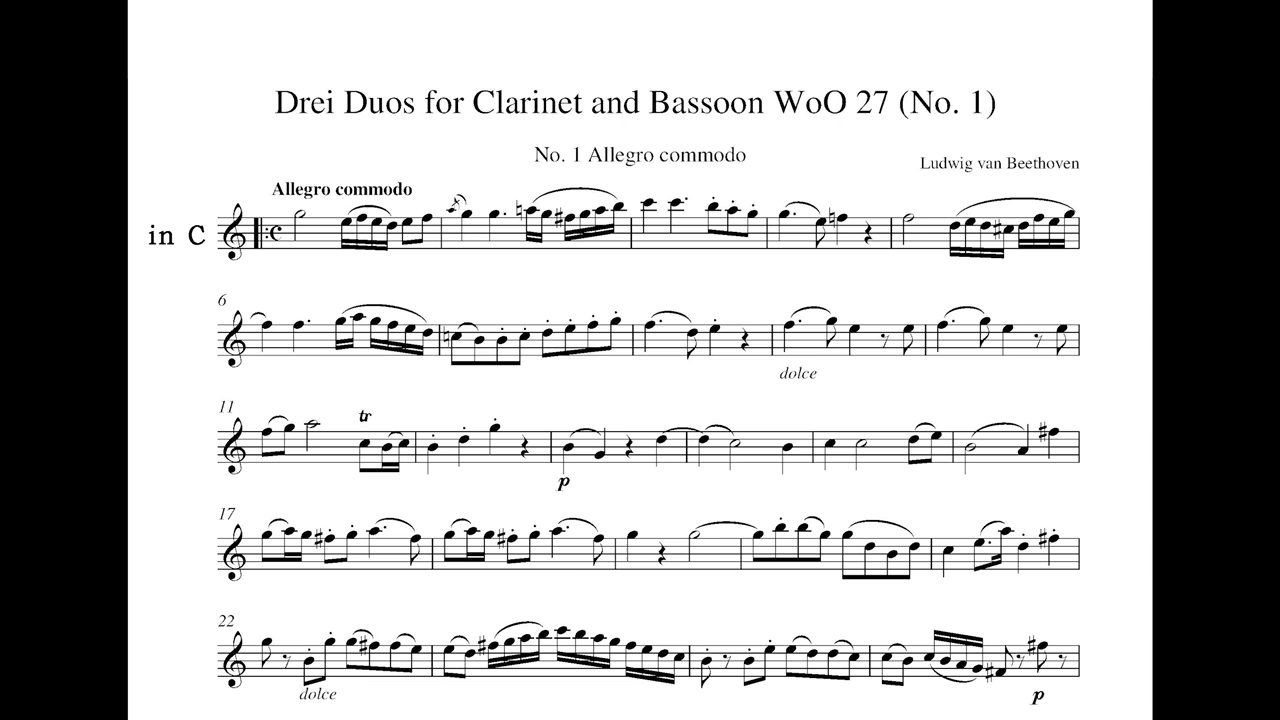 Drei Duos for Clarinet and Bassoon WoO 27 (No. 1)
No. 1 Allegro commodo
Ludwig van Beethoven
Allegro commodo
in C
6
dolce
11
tr
p
17
22
dolce
p